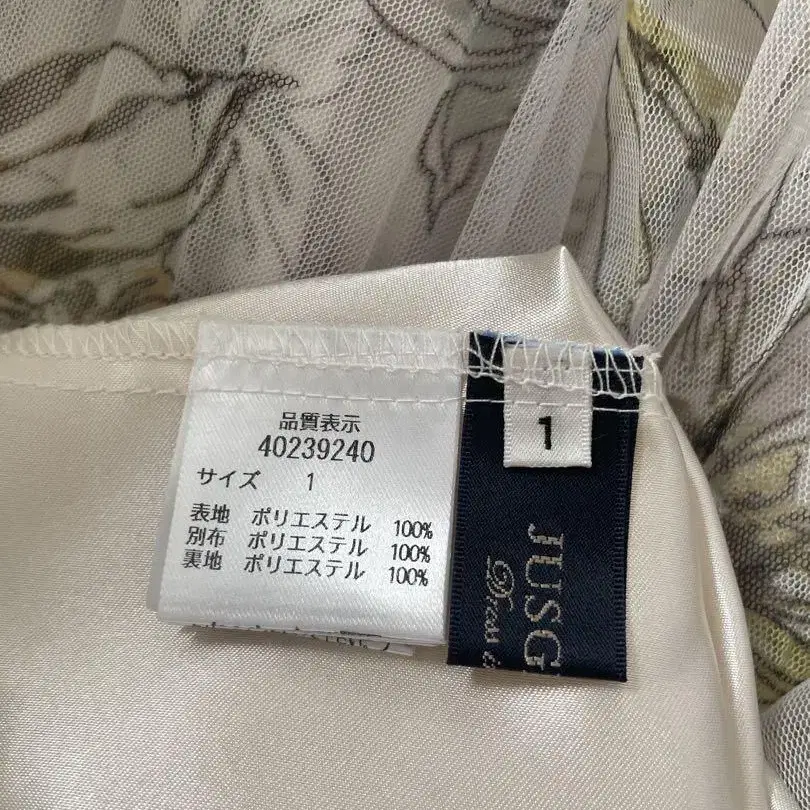 品質表示
40239240
サイズ 1
表地 ポリエステル 100%
別布 ポリエステル 100%
裏地 ポリエステル 100%
1
JUSG
Dress